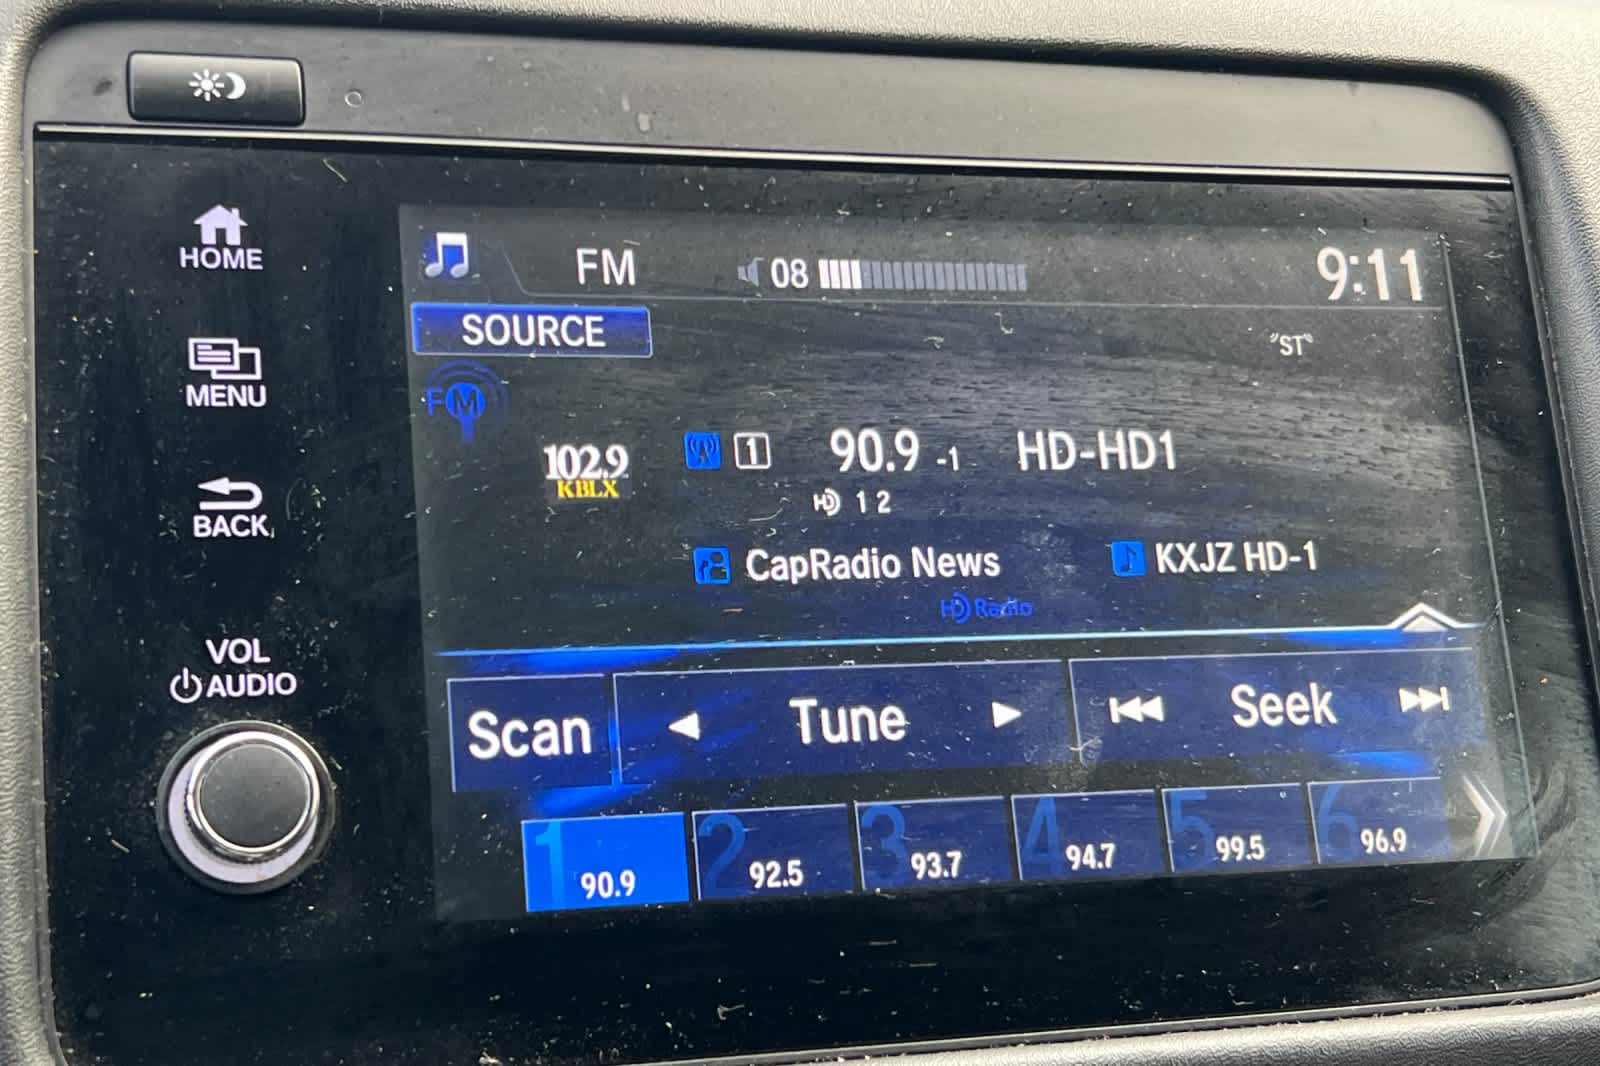 HOME
MENU
BACK
VOL
AUDIO
FM 08 9:11
SOURCE
"ST"
FM
102.9
KBLX
1 90.9 -1 HD-HD1
HD 1 2
CapRadio News KXJZ HD-1
HD Radio
Scan Tune Seek
1 90.9
2 92.5
3 93.7
4 94.7
5 99.5
6 96.9